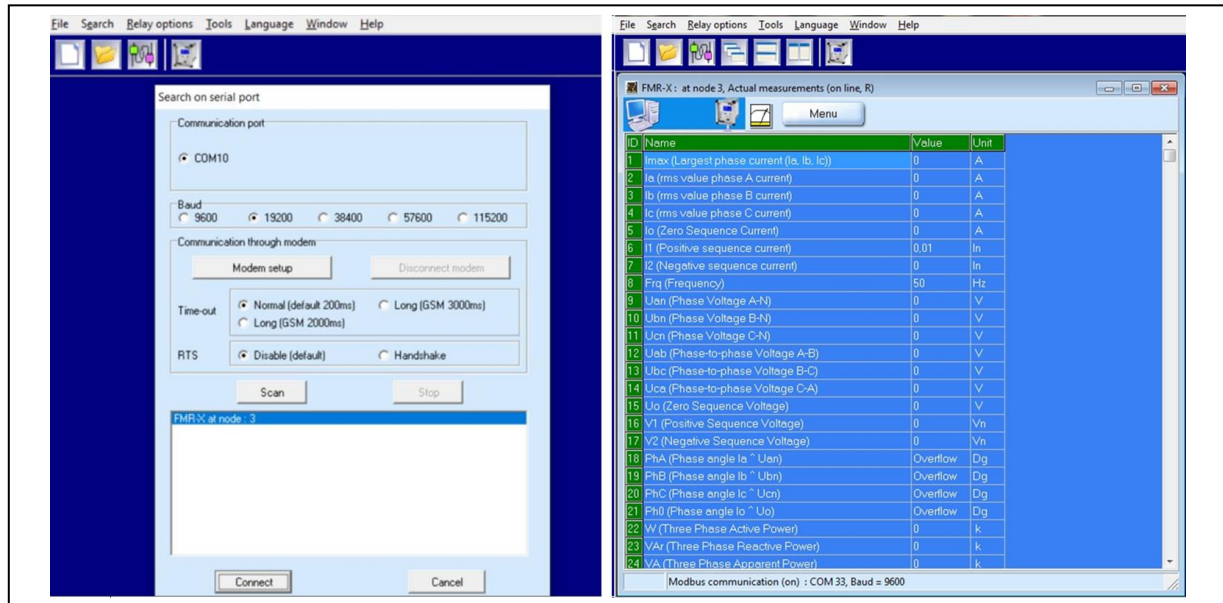 File Search Relay options Tools Language Window Help
Search on serial port
Communication port
COM10
Baud
9600 19200 38400 57600 115200
Communication through modem
Modem setup Disconnect modem
Time-out Normal (default 200ms) Long (GSM 3000ms)
Long (GSM 2000ms)
RTS Disable (default) Handshake
Scan Stop
FMR-X at node : 3
Connect Cancel
File Search Relay options Tools Language Window Help
FMR-X : at node 3, Actual measurements (on line, R)
Menu
ID Name Value Unit
1 Imax (Largest phase current (Ia, Ib, Ic)) 0 A
2 Ia (rms value phase A current) 0 A
3 Ib (rms value phase B current) 0 A
4 Ic (rms value phase C current) 0 A
5 Io (Zero Sequence Current) 0 A
6 I1 (Positive sequence current) 0,01 In
7 I2 (Negative sequence current) 0 In
8 Frq (Frequency) 50 Hz
9 Uan (Phase Voltage A-N) 0 V
10 Ubn (Phase Voltage B-N) 0 V
11 Ucn (Phase Voltage C-N) 0 V
12 Uab (Phase-to-phase Voltage A-B) 0 V
13 Ubc (Phase-to-phase Voltage B-C) 0 V
14 Uca (Phase-to-phase Voltage C-A) 0 V
15 Uo (Zero Sequence Voltage) 0 V
16 V1 (Positive Sequence Voltage) 0 Vn
17 V2 (Negative Sequence Voltage) 0 Vn
18 PhA (Phase angle Ia ^ Uan) Overflow Dg
19 PhB (Phase angle Ib ^ Ubn) Overflow Dg
20 PhC (Phase angle Ic ^ Ucn) Overflow Dg
21 Ph0 (Phase angle Io ^ Uo) Overflow Dg
22 W (Three Phase Active Power) 0 k
23 VAr (Three Phase Reactive Power) 0 k
24 VA (Three Phase Apparent Power) 0 k
Modbus communication (on) : COM 33, Baud = 9600